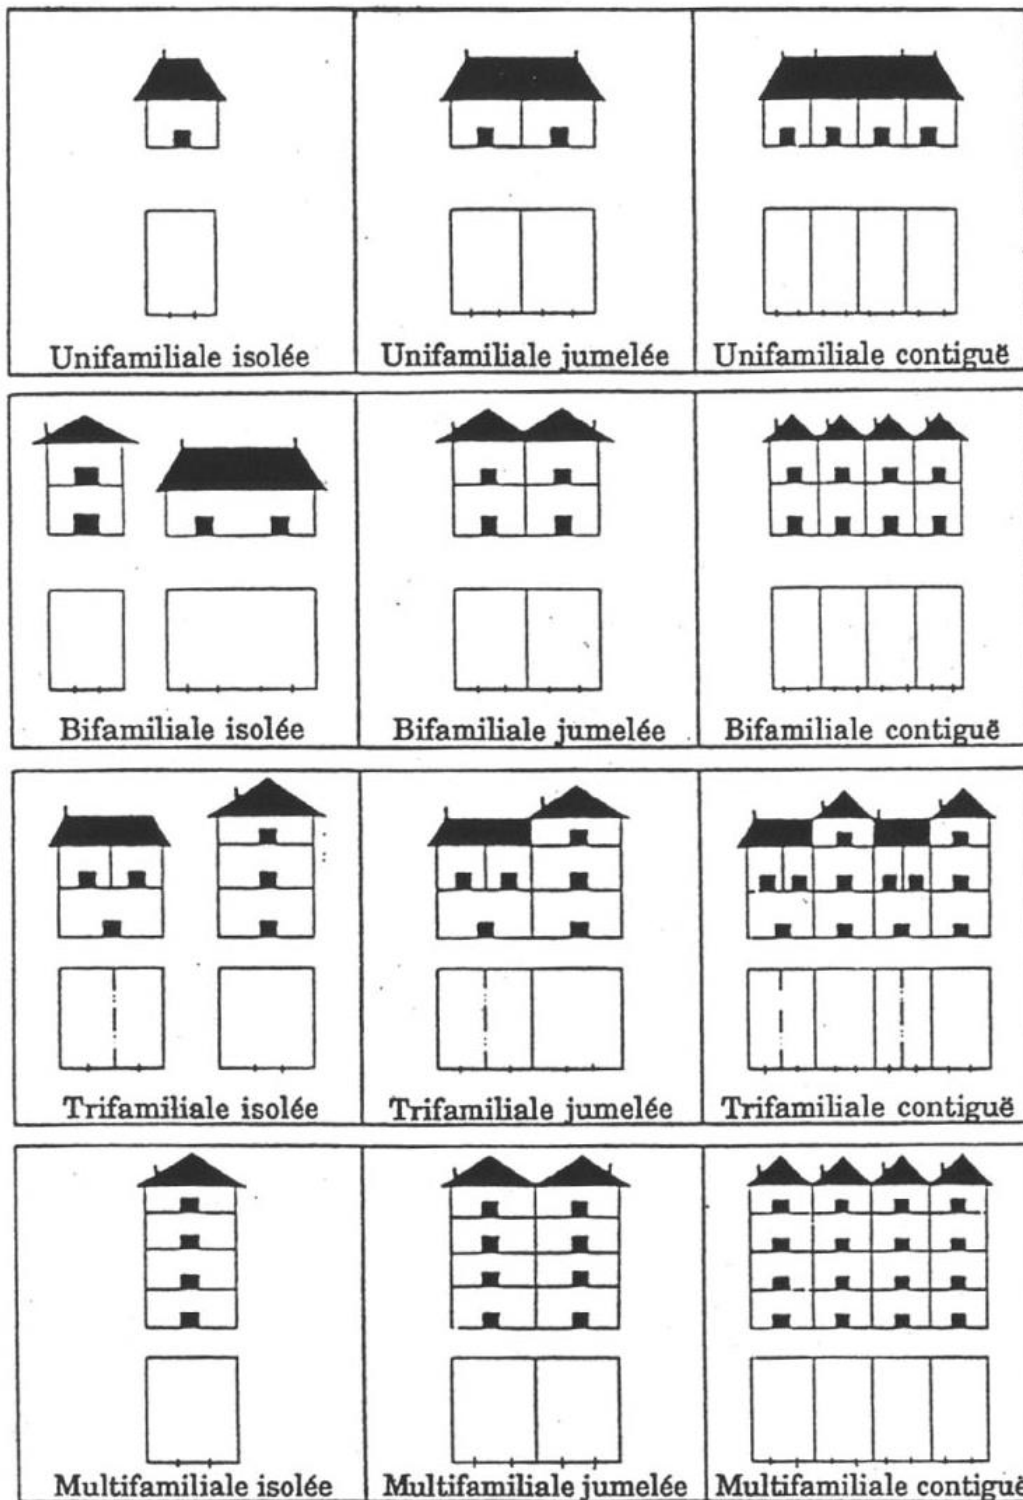 Unifamiliale isolée
Unifamiliale jumelée
Unifamiliale contiguë
Bifamiliale isolée
Bifamiliale jumelée
Bifamiliale contiguë
Trifamiliale isolée
Trifamiliale jumelée
Trifamiliale contiguë
Multifamiliale isolée
Multifamiliale jumelée
Multifamiliale contiguë